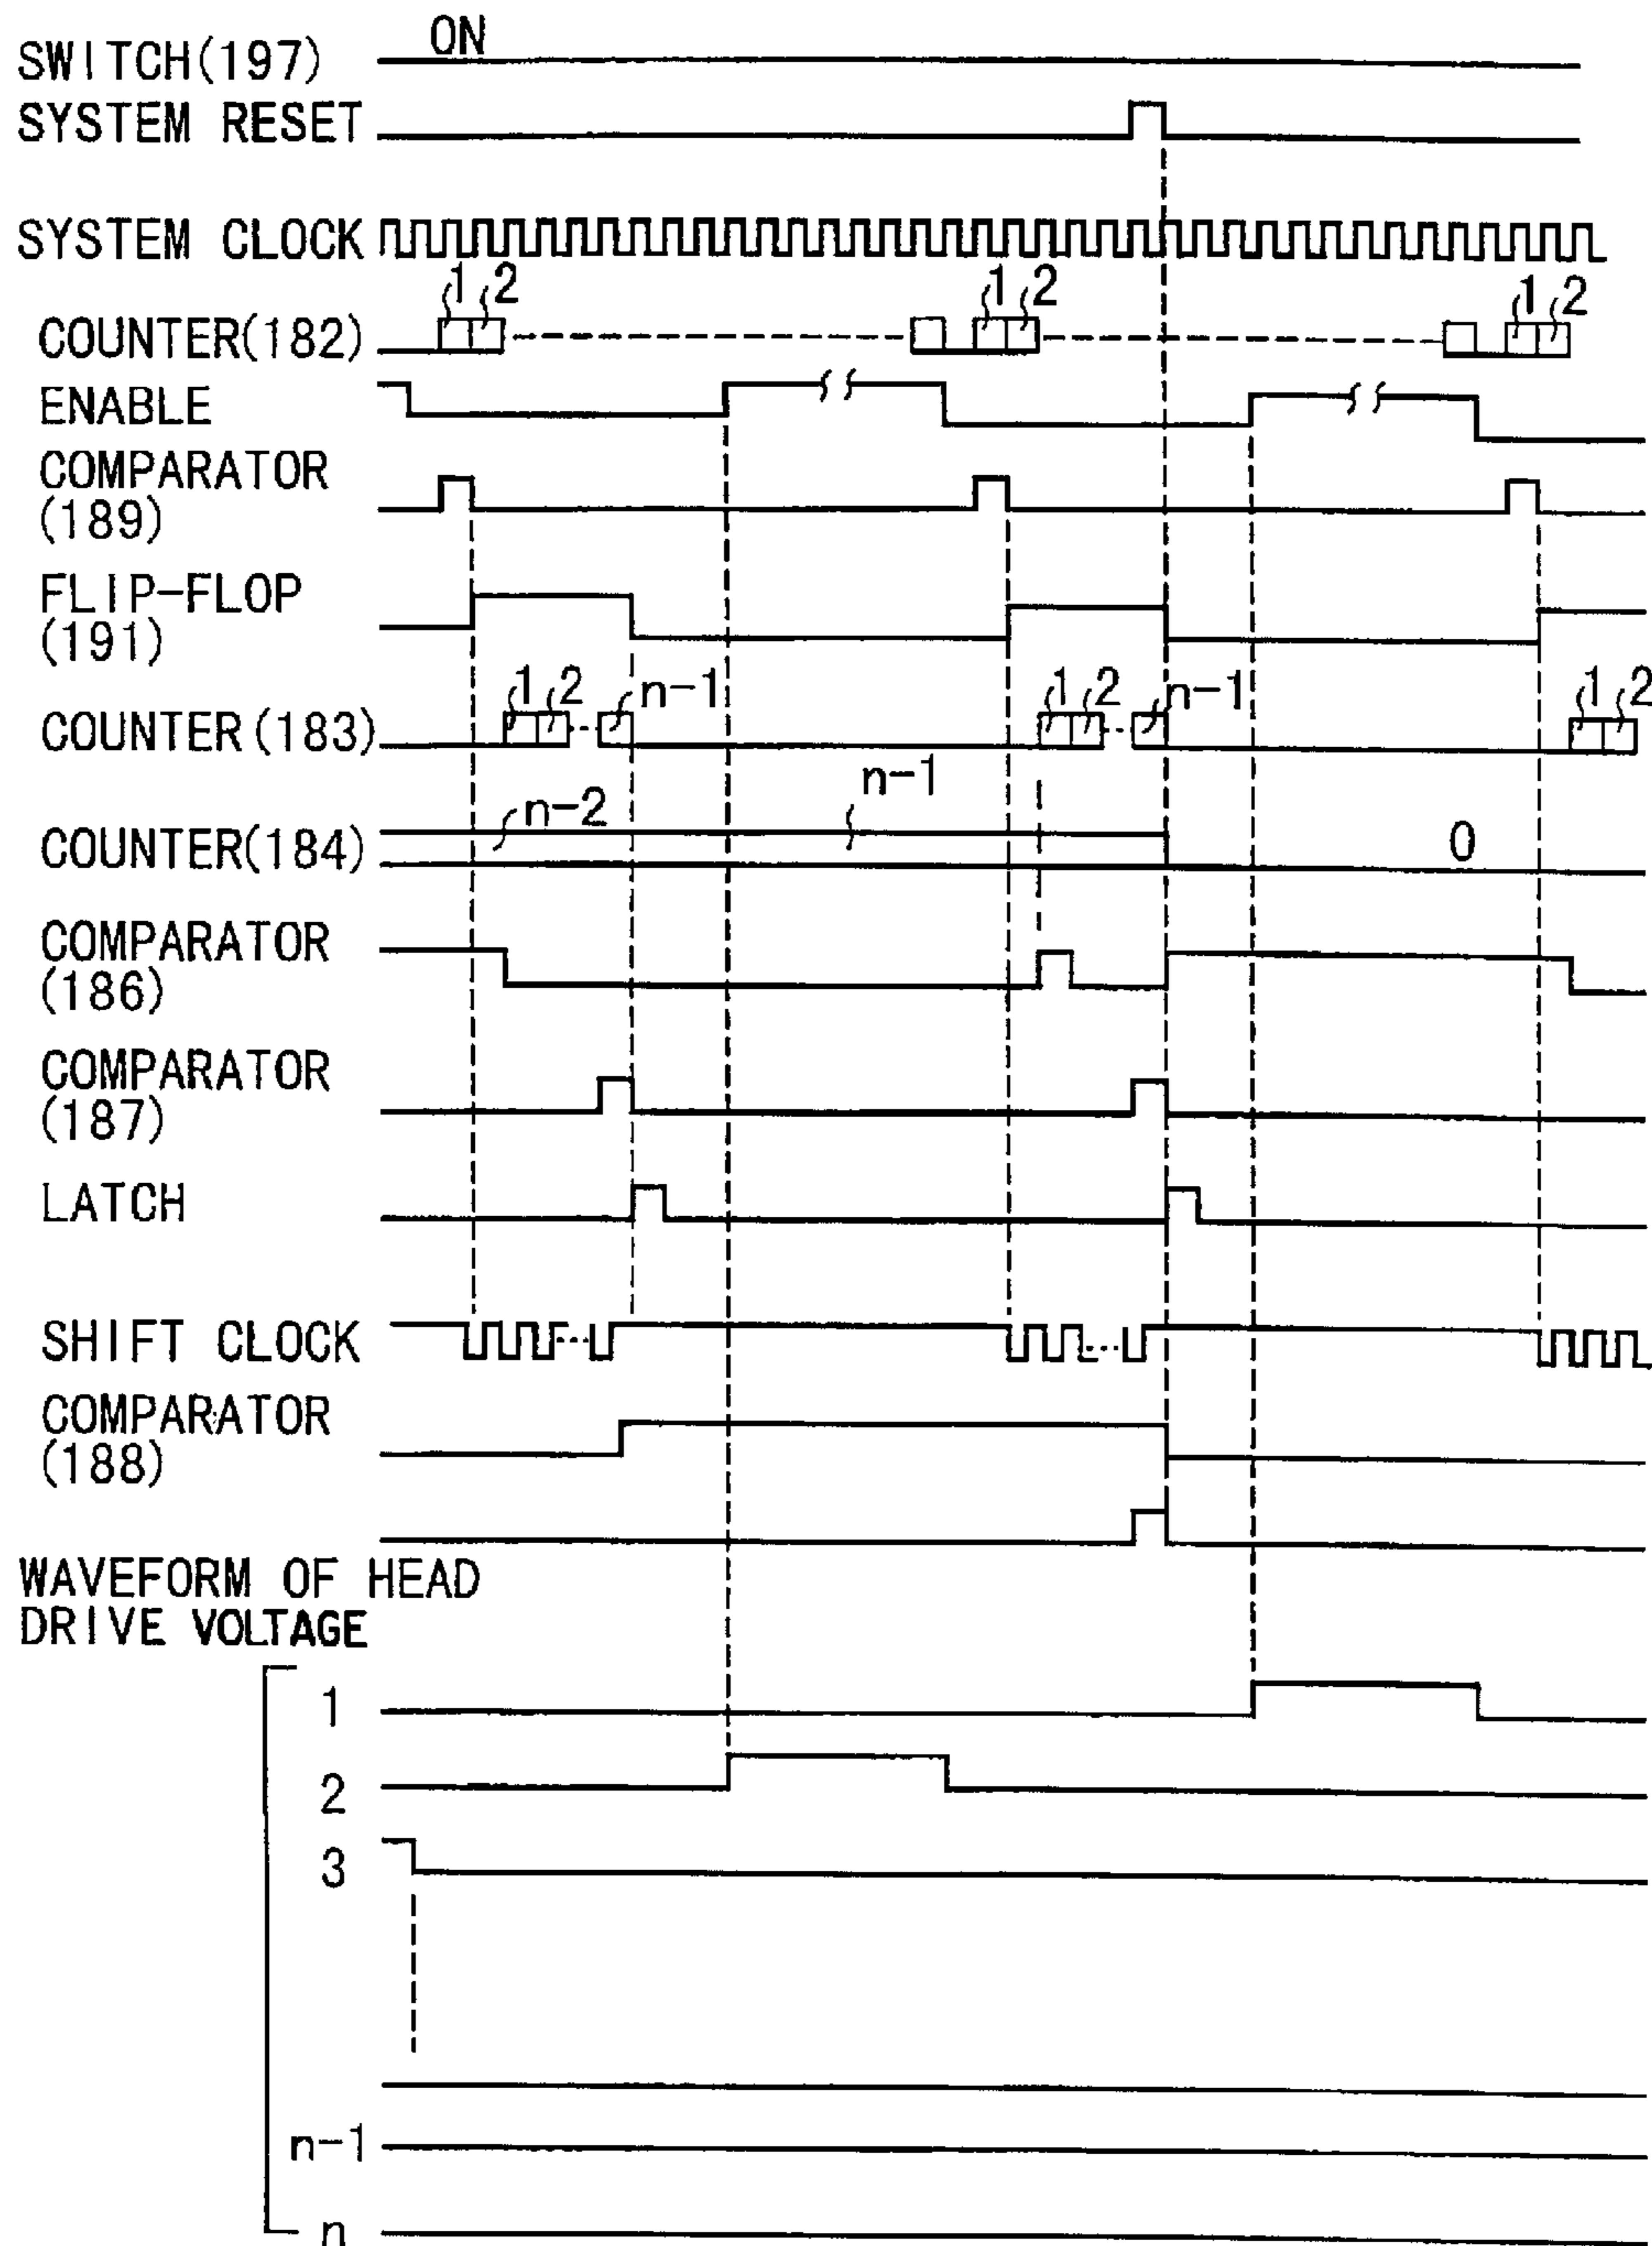 ON
SWITCH(197)
SYSTEM RESET
SYSTEM CLOCK
1 2 1 2 1 2
COUNTER(182)
ENABLE
COMPARATOR
(189)
FLIP-FLOP
(191)
1 2 n-1 1 2 n-1 1 2
COUNTER(183)
n-2 n-1
COUNTER(184) 0
COMPARATOR
(186)
COMPARATOR
(187)
LATCH
SHIFT CLOCK
COMPARATOR
(188)
WAVEFORM OF HEAD
DRIVE VOLTAGE
1
2
3
n-1
n